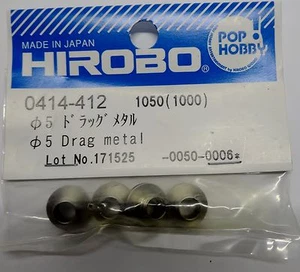 MADE IN JAPAN
HIROBO®
POP!
HOBBY
0414-412 1050(1000)
φ5 ドラッグメタル
φ5 Drag metal
Lot No.171525 -0050-0006*